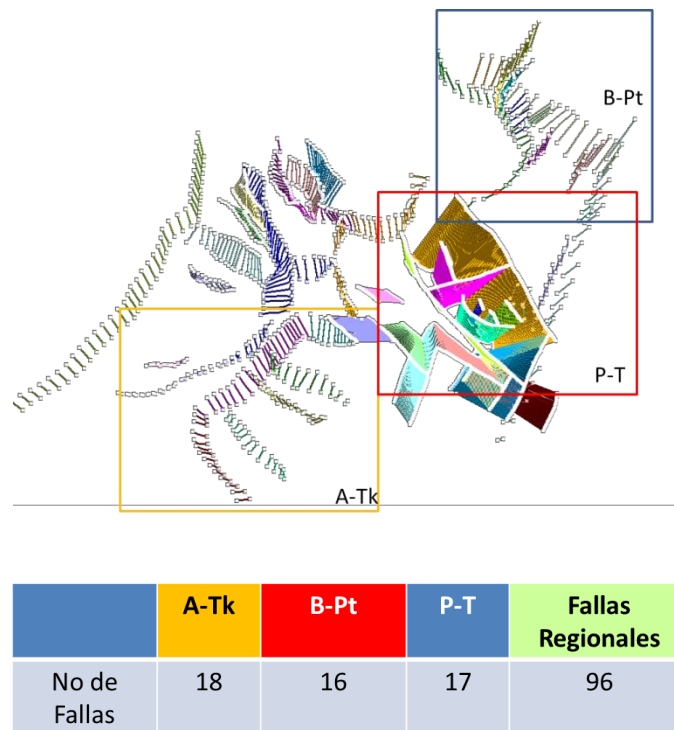 B-Pt
P-T
A-Tk
A-Tk B-Pt P-T Fallas
Regionales
No de
Fallas 18 16 17 96